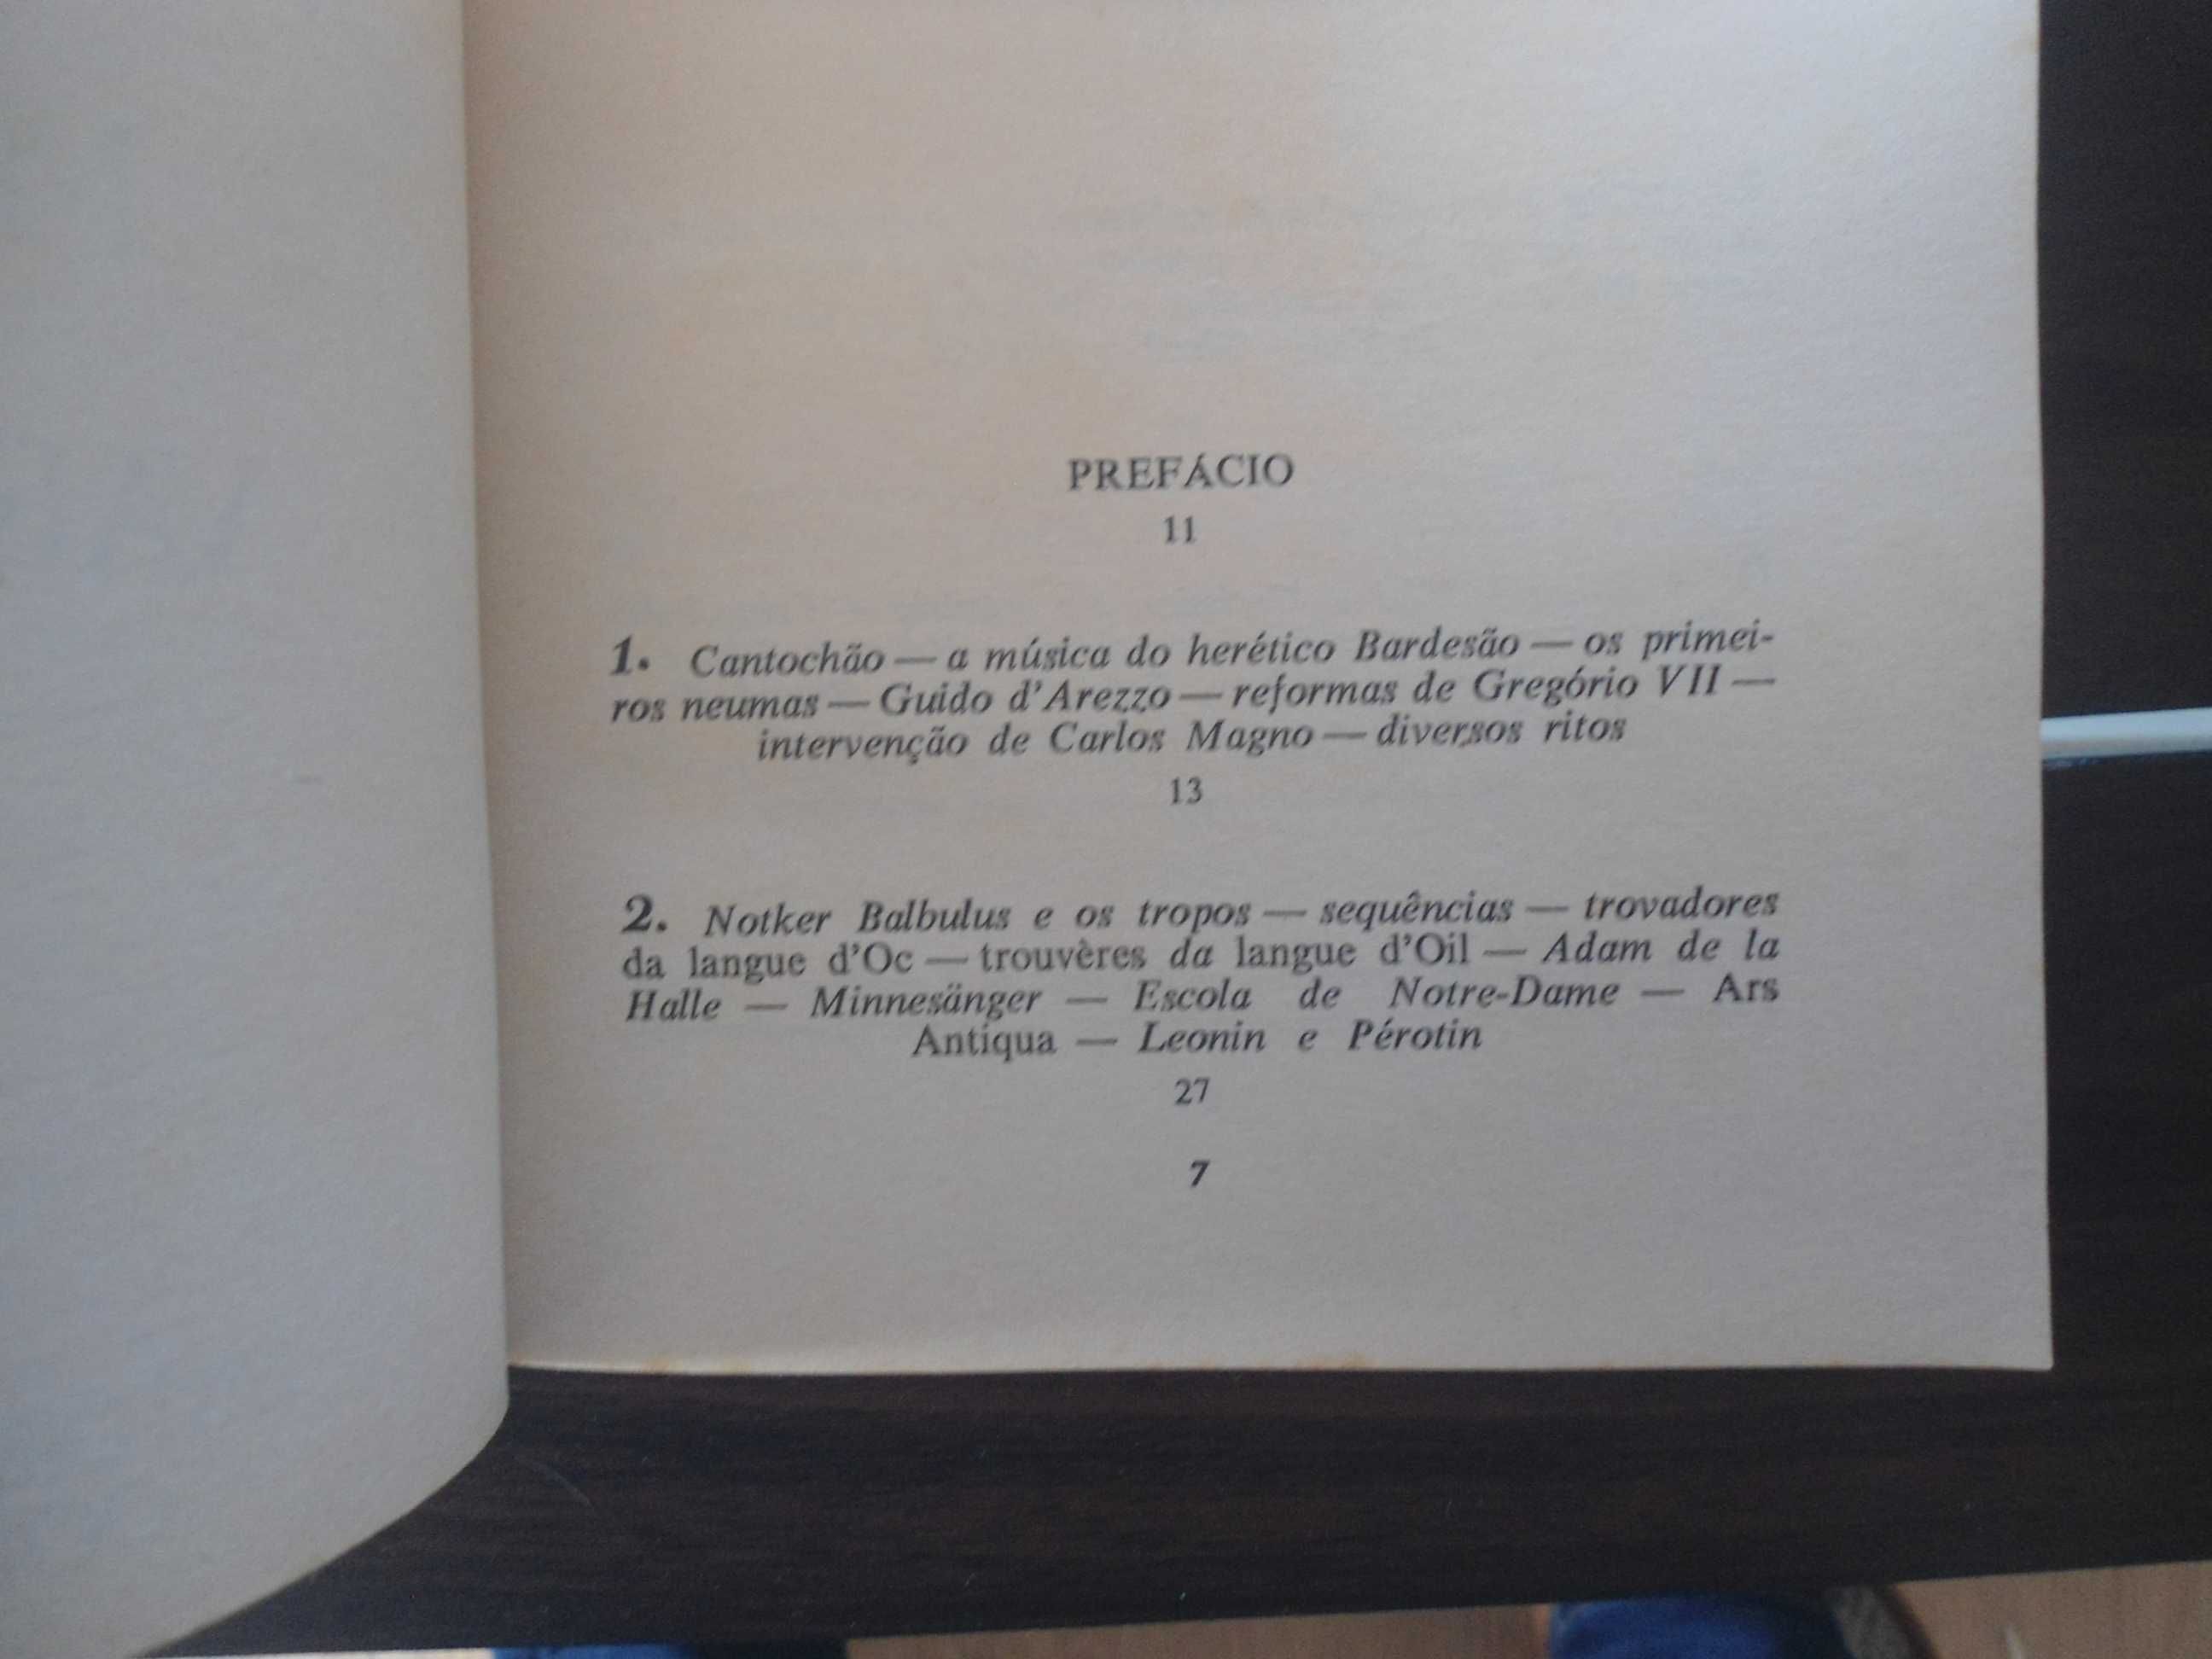 PREFÁCIO
11
1. Cantochão — a música do herético Bardesão — os primei-
ros neumas — Guido d'Arezzo — reformas de Gregório VII —
intervenção de Carlos Magno — diversos ritos
13
2. Notker Balbulus e os tropos — sequências — trovadores
da langue d'Oc — trouvères da langue d'Oil — Adam de la
Halle — Minnesänger — Escola de Notre-Dame — Ars
Antiqua — Leonin e Pérotin
27
7